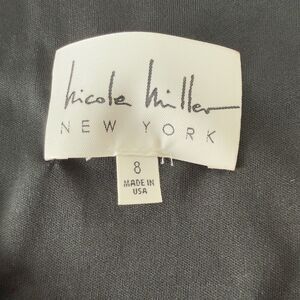 nicole miller
NEW YORK
8
MADE IN
USA